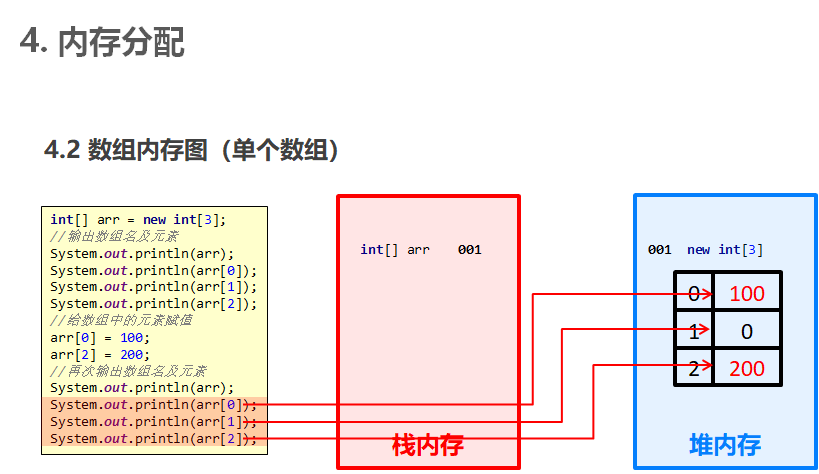 4. 内存分配
4.2 数组内存图（单个数组）
int[] arr = new int[3];
//输出数组名及元素
System.out.println(arr);
System.out.println(arr[0]);
System.out.println(arr[1]);
System.out.println(arr[2]);
//给数组中的元素赋值
arr[0] = 100;
arr[2] = 200;
//再次输出数组名及元素
System.out.println(arr);
System.out.println(arr[0]);
System.out.println(arr[1]);
System.out.println(arr[2]);
int[] arr 001
栈内存
001 new int[3]
0 100
1 0
2 200
堆内存